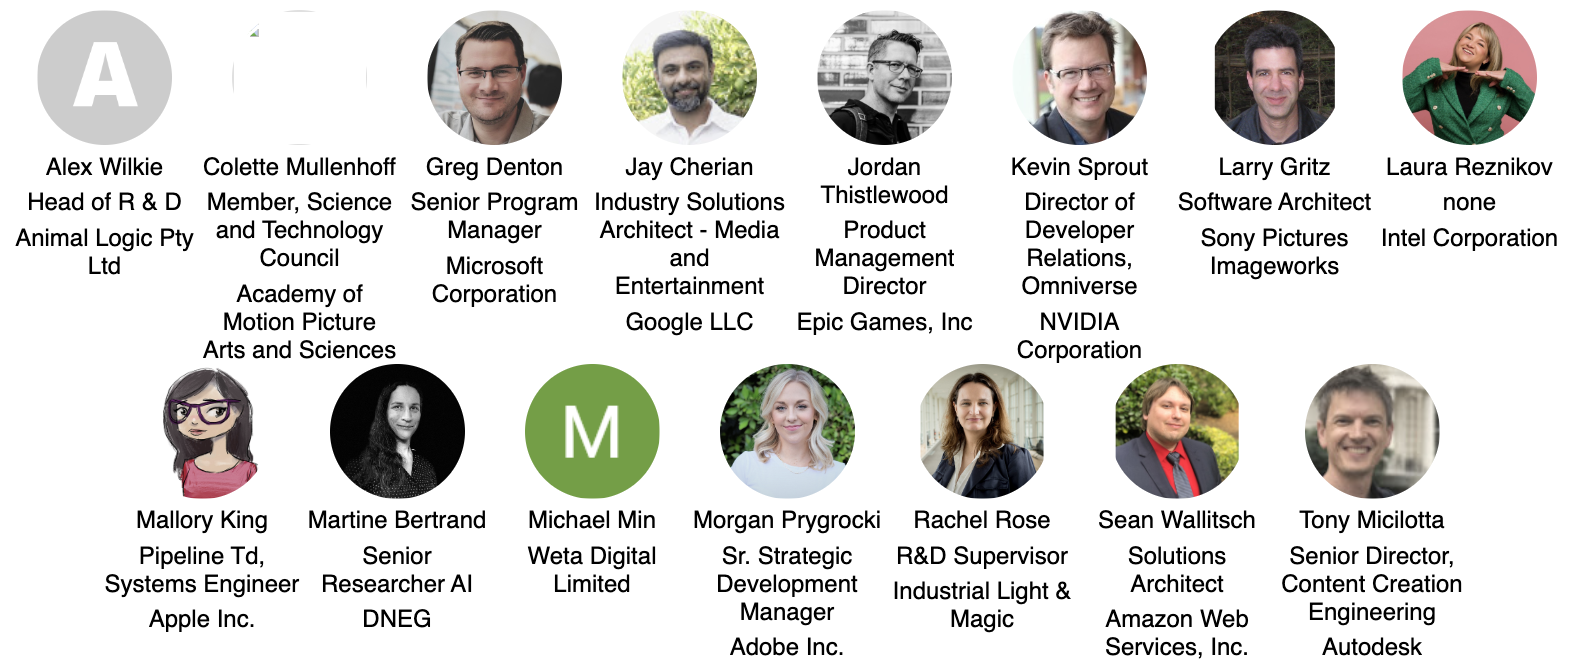 A
Alex Wilkie
Head of R & D
Animal Logic Pty
Ltd
Colette Mullenhoff
Member, Science
and Technology
Council
Academy of
Motion Picture
Arts and Sciences
Greg Denton
Senior Program
Manager
Microsoft
Corporation
Jay Cherian
Industry Solutions
Architect - Media
and
Entertainment
Google LLC
Jordan
Thistlewood
Product
Management
Director
Epic Games, Inc
Kevin Sprout
Director of
Developer
Relations,
Omniverse
NVIDIA
Corporation
Larry Gritz
Software Architect
Sony Pictures
Imageworks
Laura Reznikov
none
Intel Corporation
Mallory King
Pipeline Td,
Systems Engineer
Apple Inc.
Martine Bertrand
Senior
Researcher AI
DNEG
M
Michael Min
Weta Digital
Limited
Morgan Prygrocki
Sr. Strategic
Development
Manager
Adobe Inc.
Rachel Rose
R&D Supervisor
Industrial Light &
Magic
Sean Wallitsch
Solutions
Architect
Amazon Web
Services, Inc.
Tony Micilotta
Senior Director,
Content Creation
Engineering
Autodesk